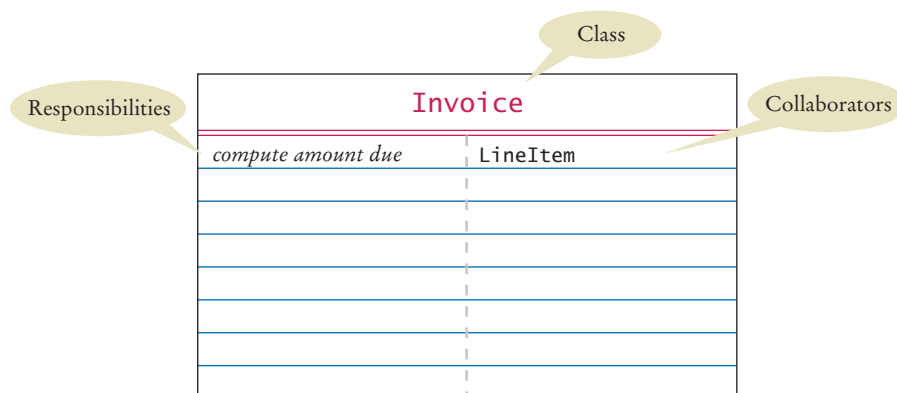 Class
Invoice
Responsibilities
Collaborators
compute amount due
LineItem